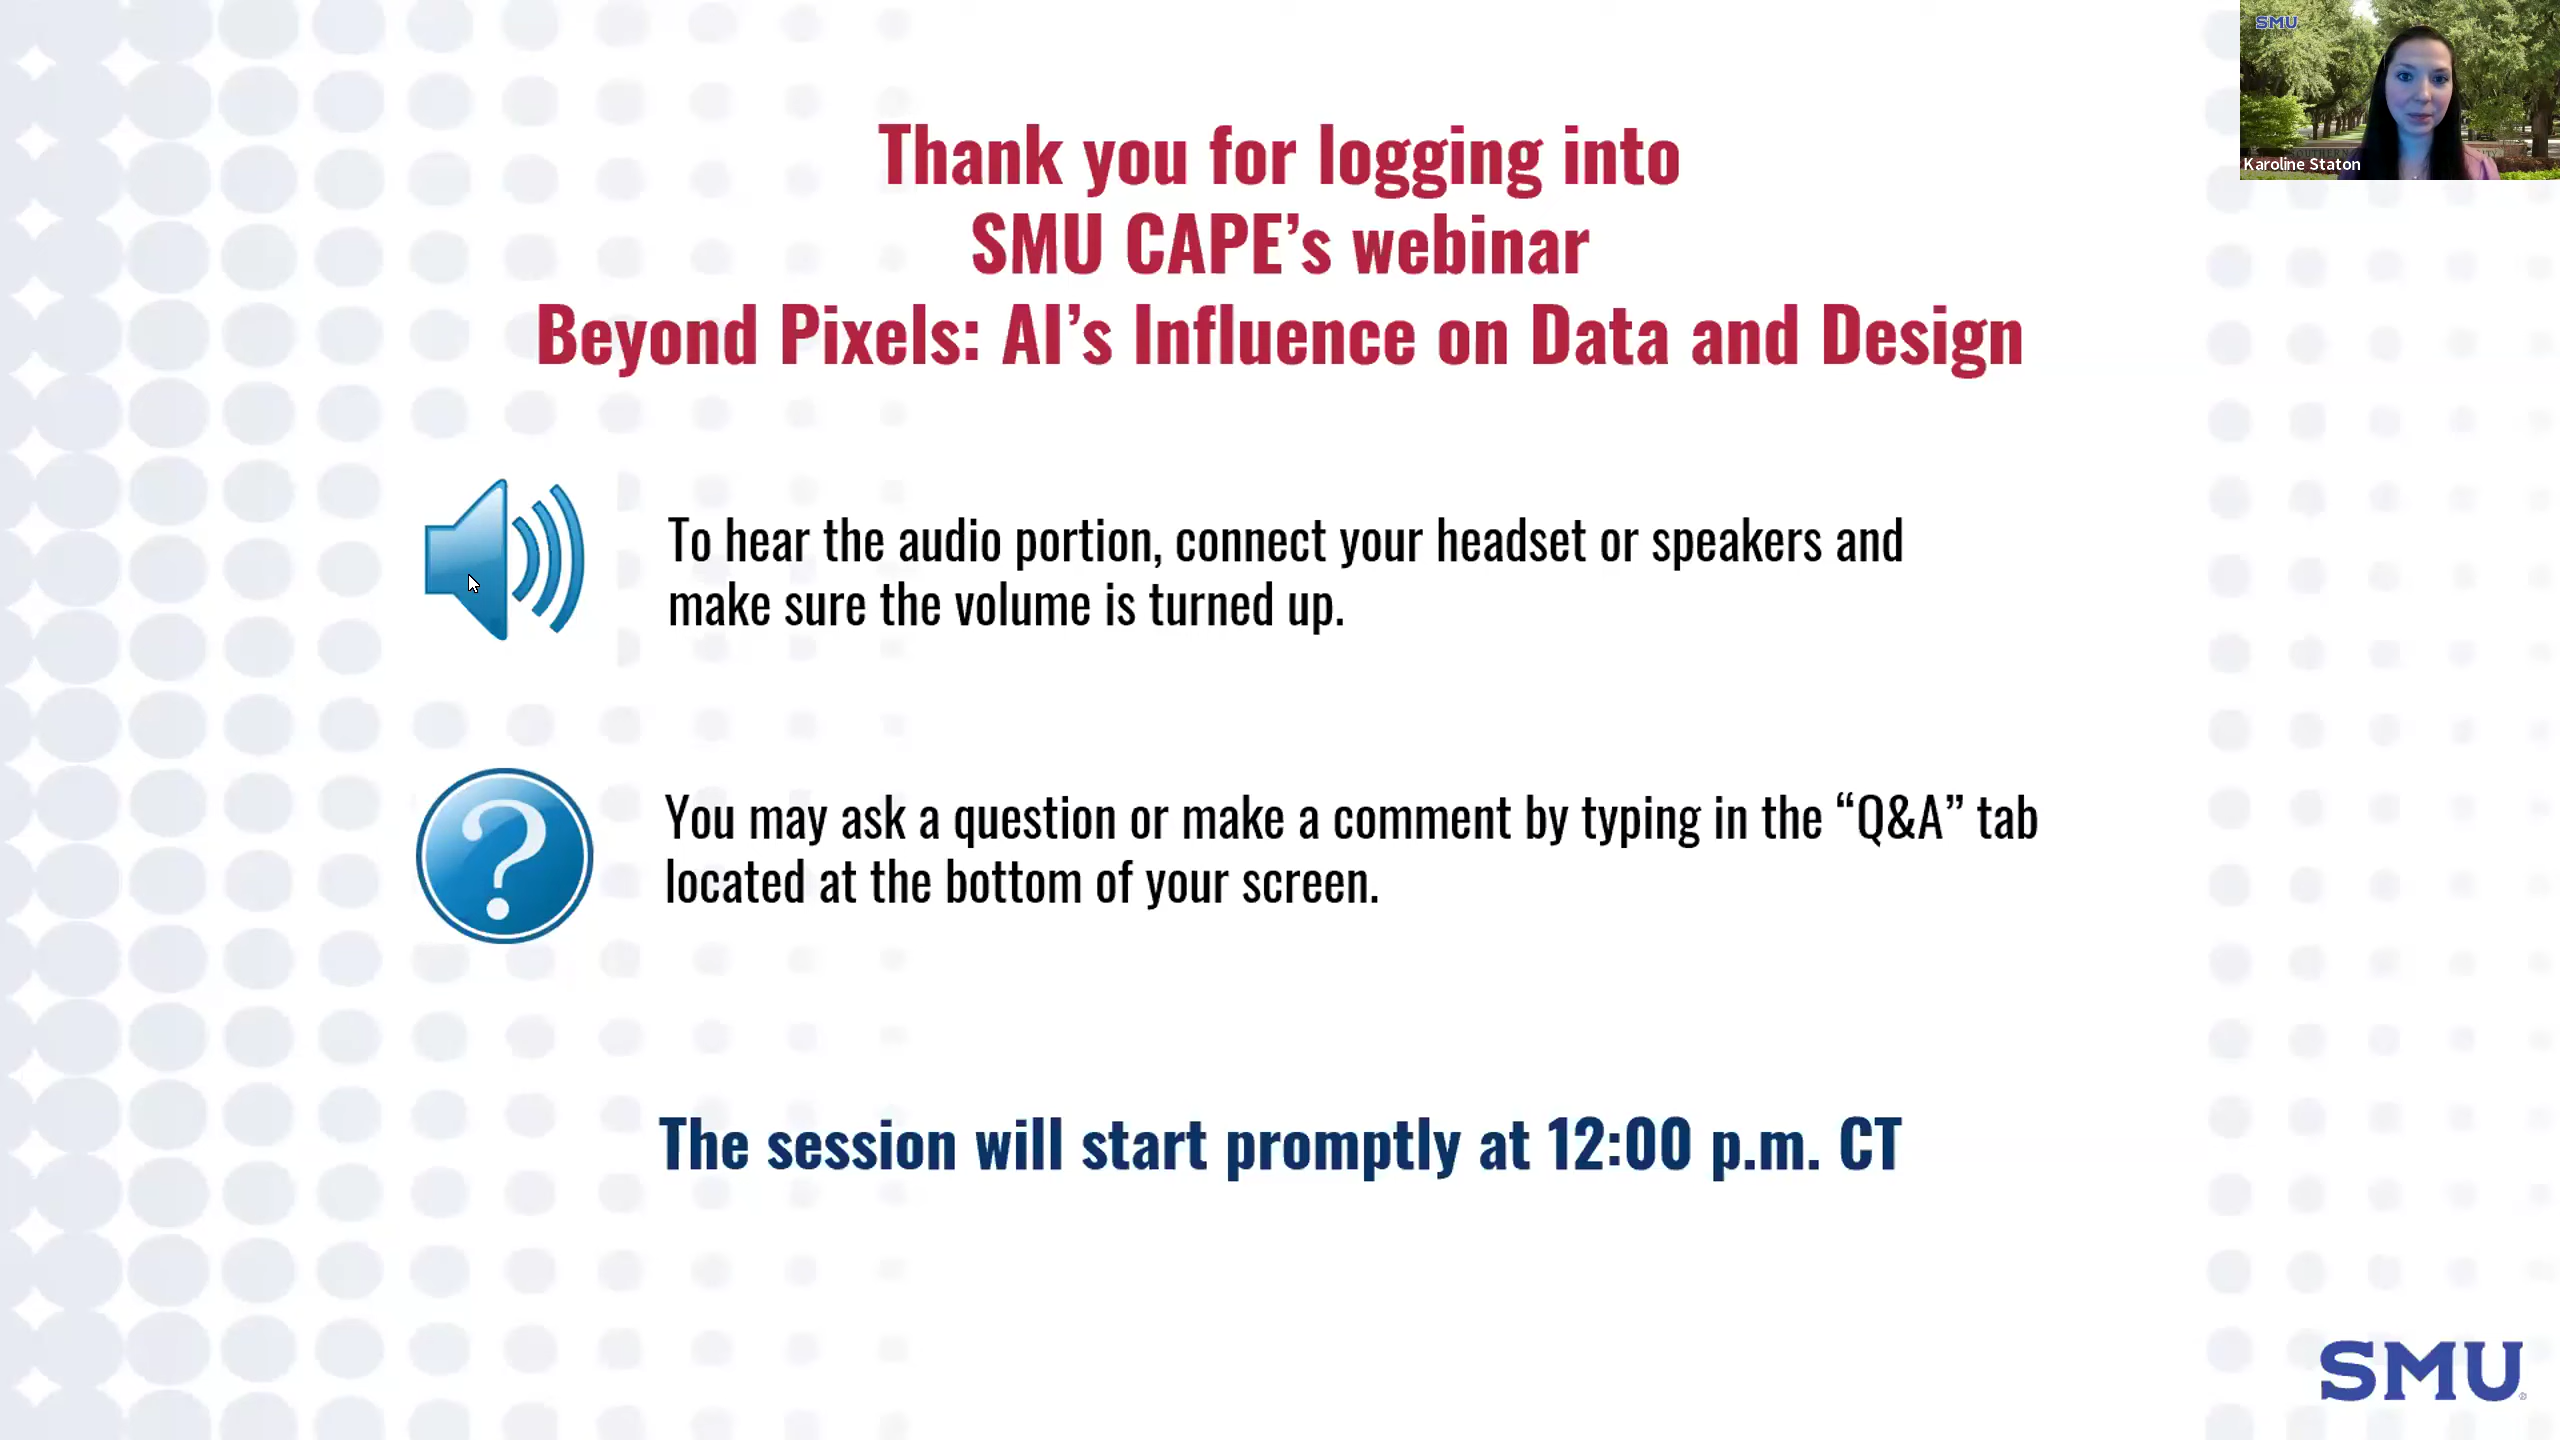 Thank you for logging into
SMU CAPE’s webinar
Beyond Pixels: AI’s Influence on Data and Design
SMU
Karoline Staton
To hear the audio portion, connect your headset or speakers and
make sure the volume is turned up.
?
You may ask a question or make a comment by typing in the “Q&A” tab
located at the bottom of your screen.
The session will start promptly at 12:00 p.m. CT
SMU®